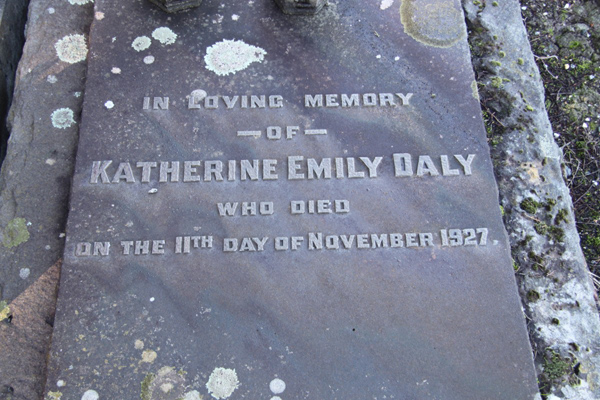 IN LOVING MEMORY
— OF —
KATHERINE EMILY DALY
WHO DIED
ON THE 11TH DAY OF NOVEMBER 1927.